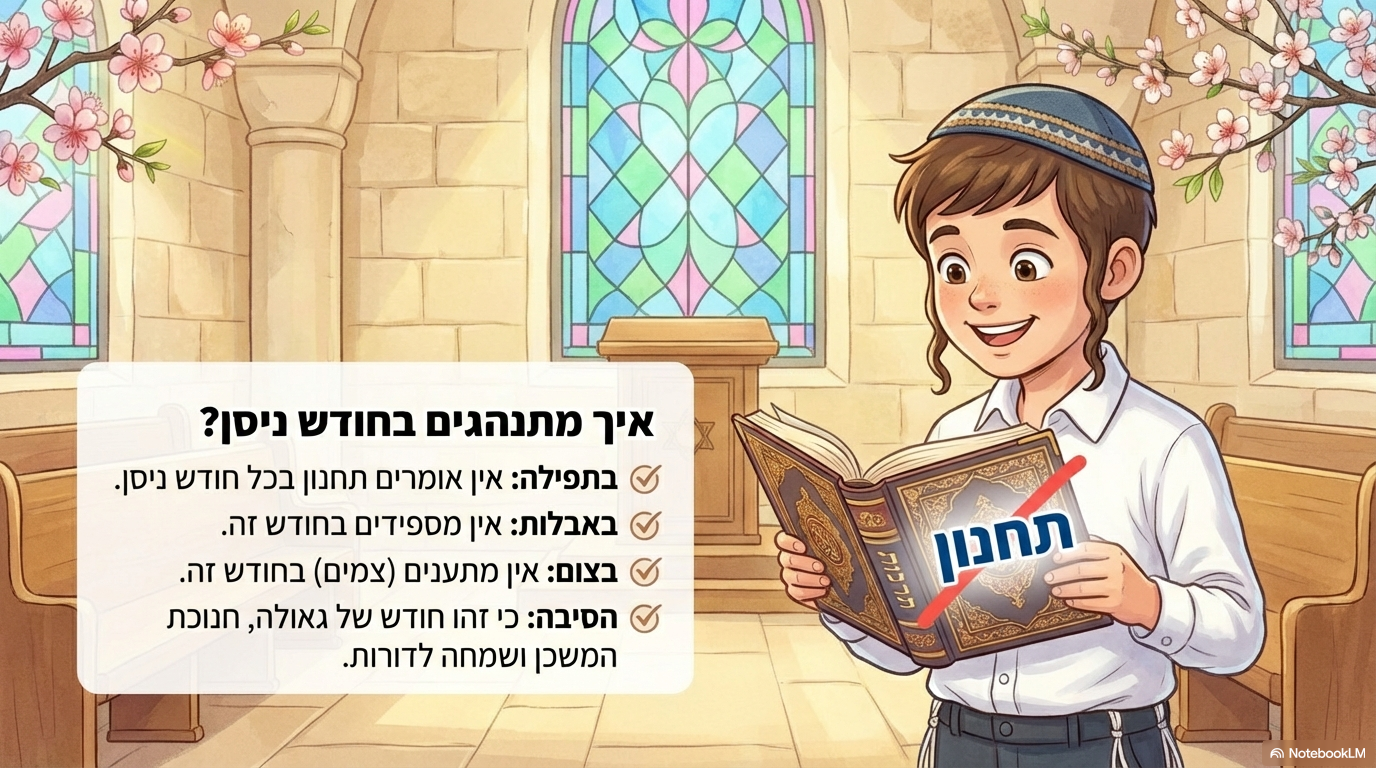 איך מתנהגים בחודש ניסן?
בתפילה: אין אומרים תחנון בכל חודש ניסן.
באבלות: אין מספידים בחודש זה.
בצום: אין מתענים (צמים) בחודש זה.
הסיבה: כי זהו חודש של גאולה, חנוכת
המשכן ושמחה לדורות.
תחנון
NotebookLM